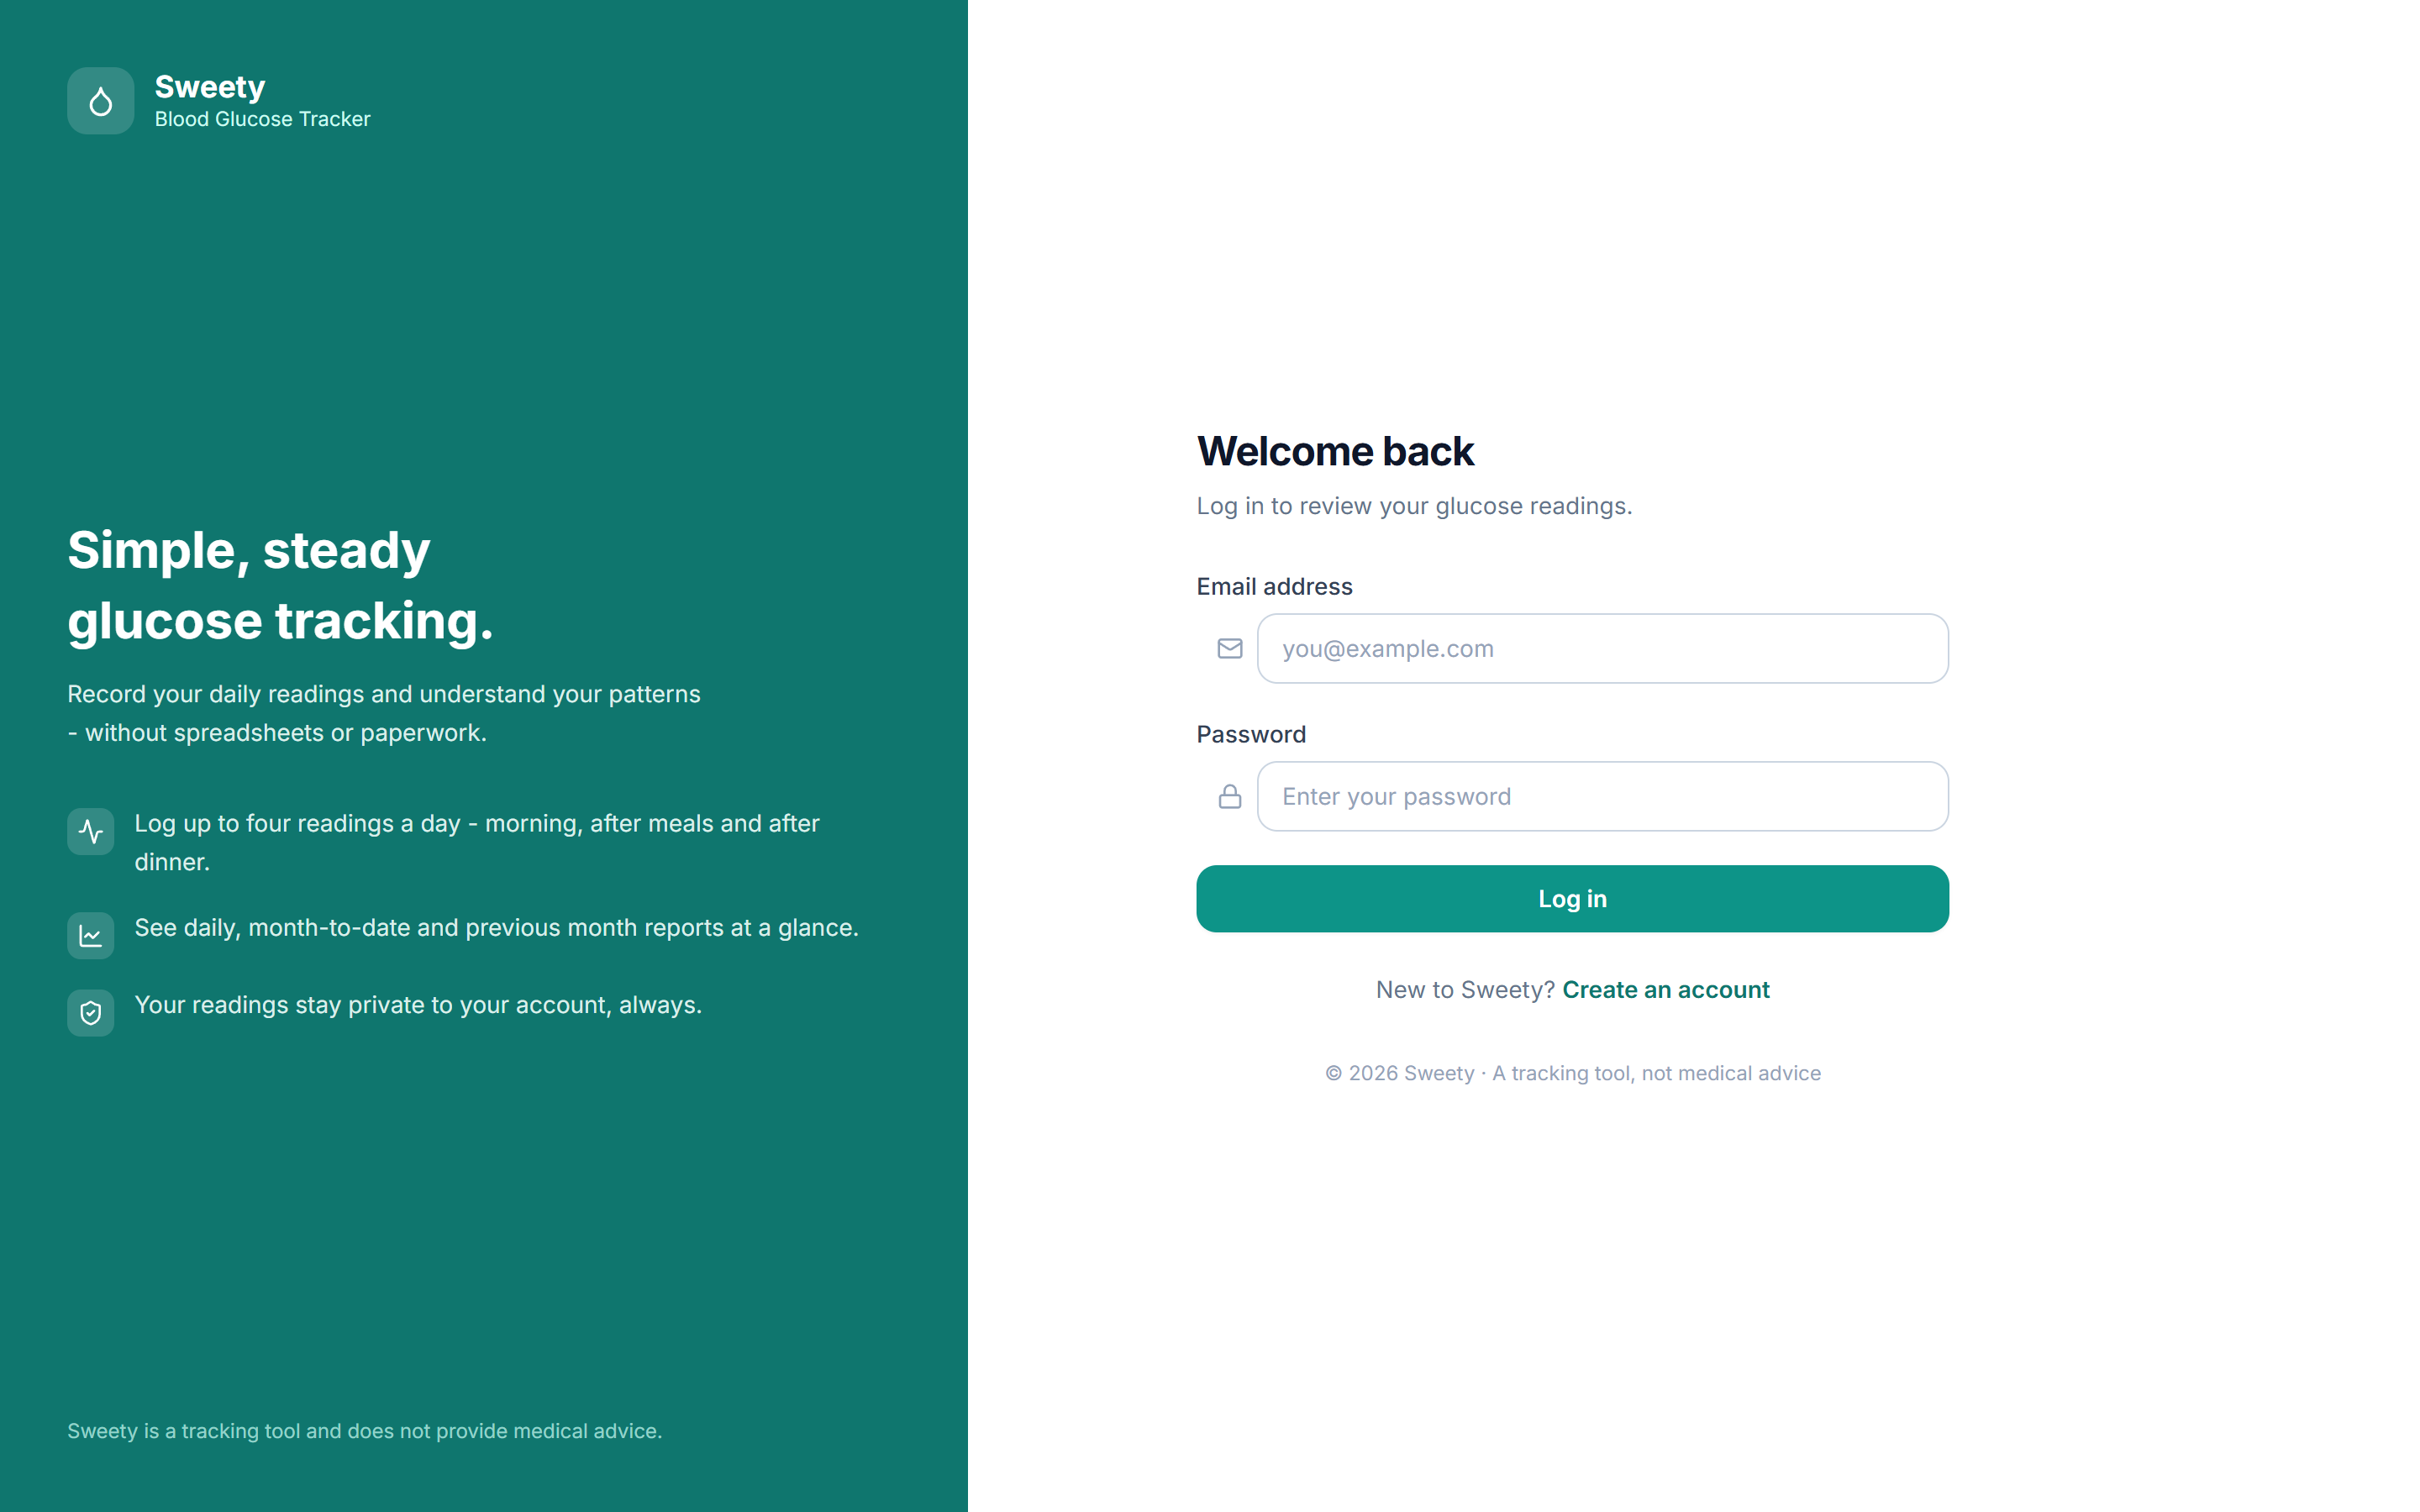 Sweety
Blood Glucose Tracker
Simple, steady
glucose tracking.
Record your daily readings and understand your patterns
- without spreadsheets or paperwork.
Log up to four readings a day - morning, after meals and after
dinner.
See daily, month-to-date and previous month reports at a glance.
Your readings stay private to your account, always.
Sweety is a tracking tool and does not provide medical advice.
Welcome back
Log in to review your glucose readings.
Email address
you@example.com
Password
Enter your password
Log in
New to Sweety? Create an account
© 2026 Sweety · A tracking tool, not medical advice